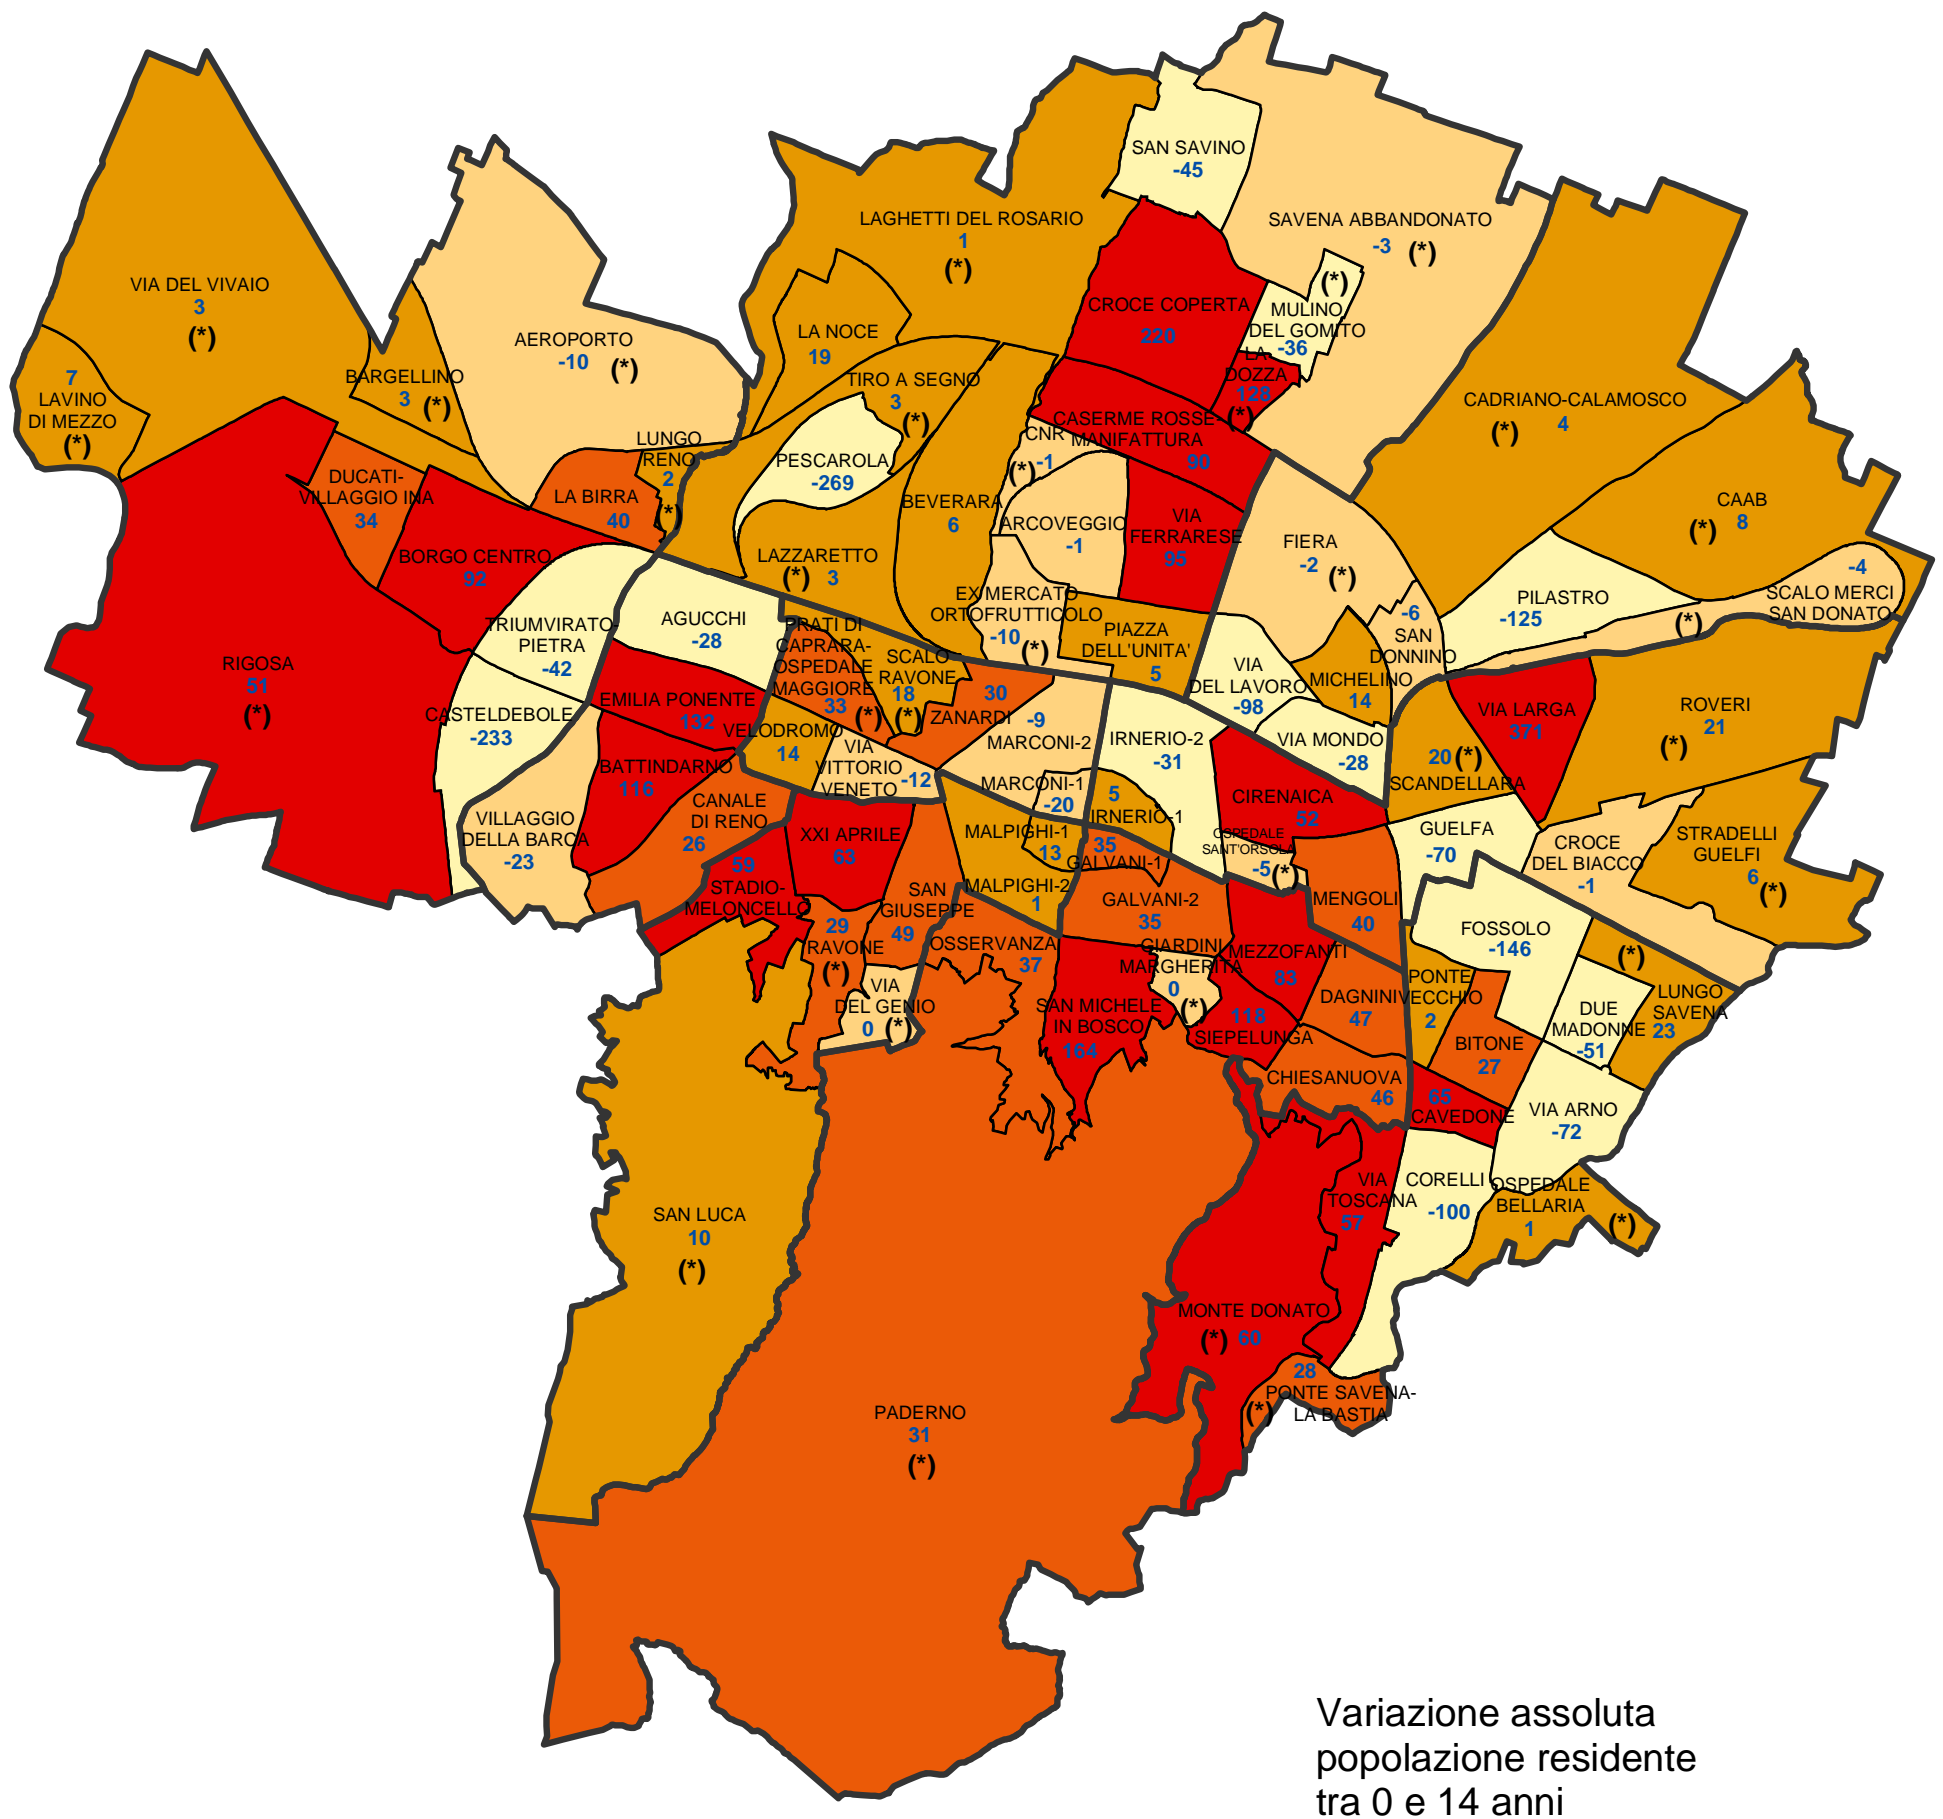 SAN SAVINO
-45
LAGHETTI DEL ROSARIO
1
(*)
SAVENA ABBANDONATO
-3 (*)
VIA DEL VIVAIO
3
(*)
AEROPORTO
-10 (*)
LA NOCE
19
CROCE COPERTA
220
(*)
MULINO
DEL GOMITO
-36
LA
DOZZA
128
(*)
7
LAVINO
DI MEZZO
(*)
BARGELLINO
3 (*)
TIRO A SEGNO
3
(*)
CADRIANO-CALAMOSCO
(*) 4
CASERME ROSSE-
MANIFATTURA
90
CNR
-1
(*)
LUNGO
RENO
2
(*)
PESCAROLA
-269
DUCATI-
VILLAGGIO INA
34
LA BIRRA
40
BEVERARA
6
CAAB
(*) 8
ARCOVEGGIO
-1
VIA
FERRARESE
95
FIERA
-2 (*)
BORGO CENTRO
92
LAZZARETTO
(*) 3
-4
SCALO MERCI
SAN DONATO
(*)
EX MERCATO
ORTOFRUTTICOLO
-10 (*)
PILASTRO
-125
AGUCCHI
-28
TRIUMVIRATO-
PIETRA
-42
PRATI DI
CAPRARA-
OSPEDALE
MAGGIORE
33 (*)
SCALO
RAVONE
18
(*)
PIAZZA
DELL'UNITA'
5
-6
SAN
DONNINO
RIGOSA
51
(*)
VIA
DEL LAVORO
-98
MICHELINO
14
EMILIA PONENTE
132
30
ZANARDI
-9
MARCONI-2
VIA LARGA
371
ROVERI
21
(*)
CASTELDEBOLE
-233
VELODROMO
14
VIA
VITTORIO
VENETO -12
IRNERIO-2
-31
VIA MONDO
-28
20 (*)
SCANDELLARA
BATTINDARNO
116
CANALE
DI RENO
26
MARCONI-1
-20
5
IRNERIO-1
CIRENAICA
52
VILLAGGIO
DELLA BARCA
-23
XXI APRILE
63
MALPIGHI-1
13
35
GALVANI-1
OSPEDALE
SANT'ORSOLA
-5 (*)
GUELFA
-70
CROCE
DEL BIACCO
-1
STRADELLI
GUELFI
6
(*)
59
STADIO-
MELONCELLO
SAN
GIUSEPPE
49
MALPIGHI-2
1
GALVANI-2
35
MENGOLI
40
FOSSOLO
-146
29
RAVONE
(*)
OSSERVANZA
37
GIARDINI
MARGHERITA
0
(*)
MEZZOFANTI
83
(*)
LUNGO
SAVENA
23
VIA
DEL GENIO
0 (*)
SAN MICHELE
IN BOSCO
164
118
SIEPELUNGA
DAGNINI
47
PONTE
VECCHIO
2
DUE
MADONNE
-51
BITONE
27
CHIESANUOVA
46
65
CAVEDONE
VIA ARNO
-72
VIA
TOSCANA
57
CORELLI
-100
OSPEDALE
BELLARIA
1
(*)
SAN LUCA
10
(*)
MONTE DONATO
(*) 60
28
PONTE SAVENA-
LA BASTIA
(*)
PADERNO
31
(*)
Variazione assoluta
popolazione residente
tra 0 e 14 anni